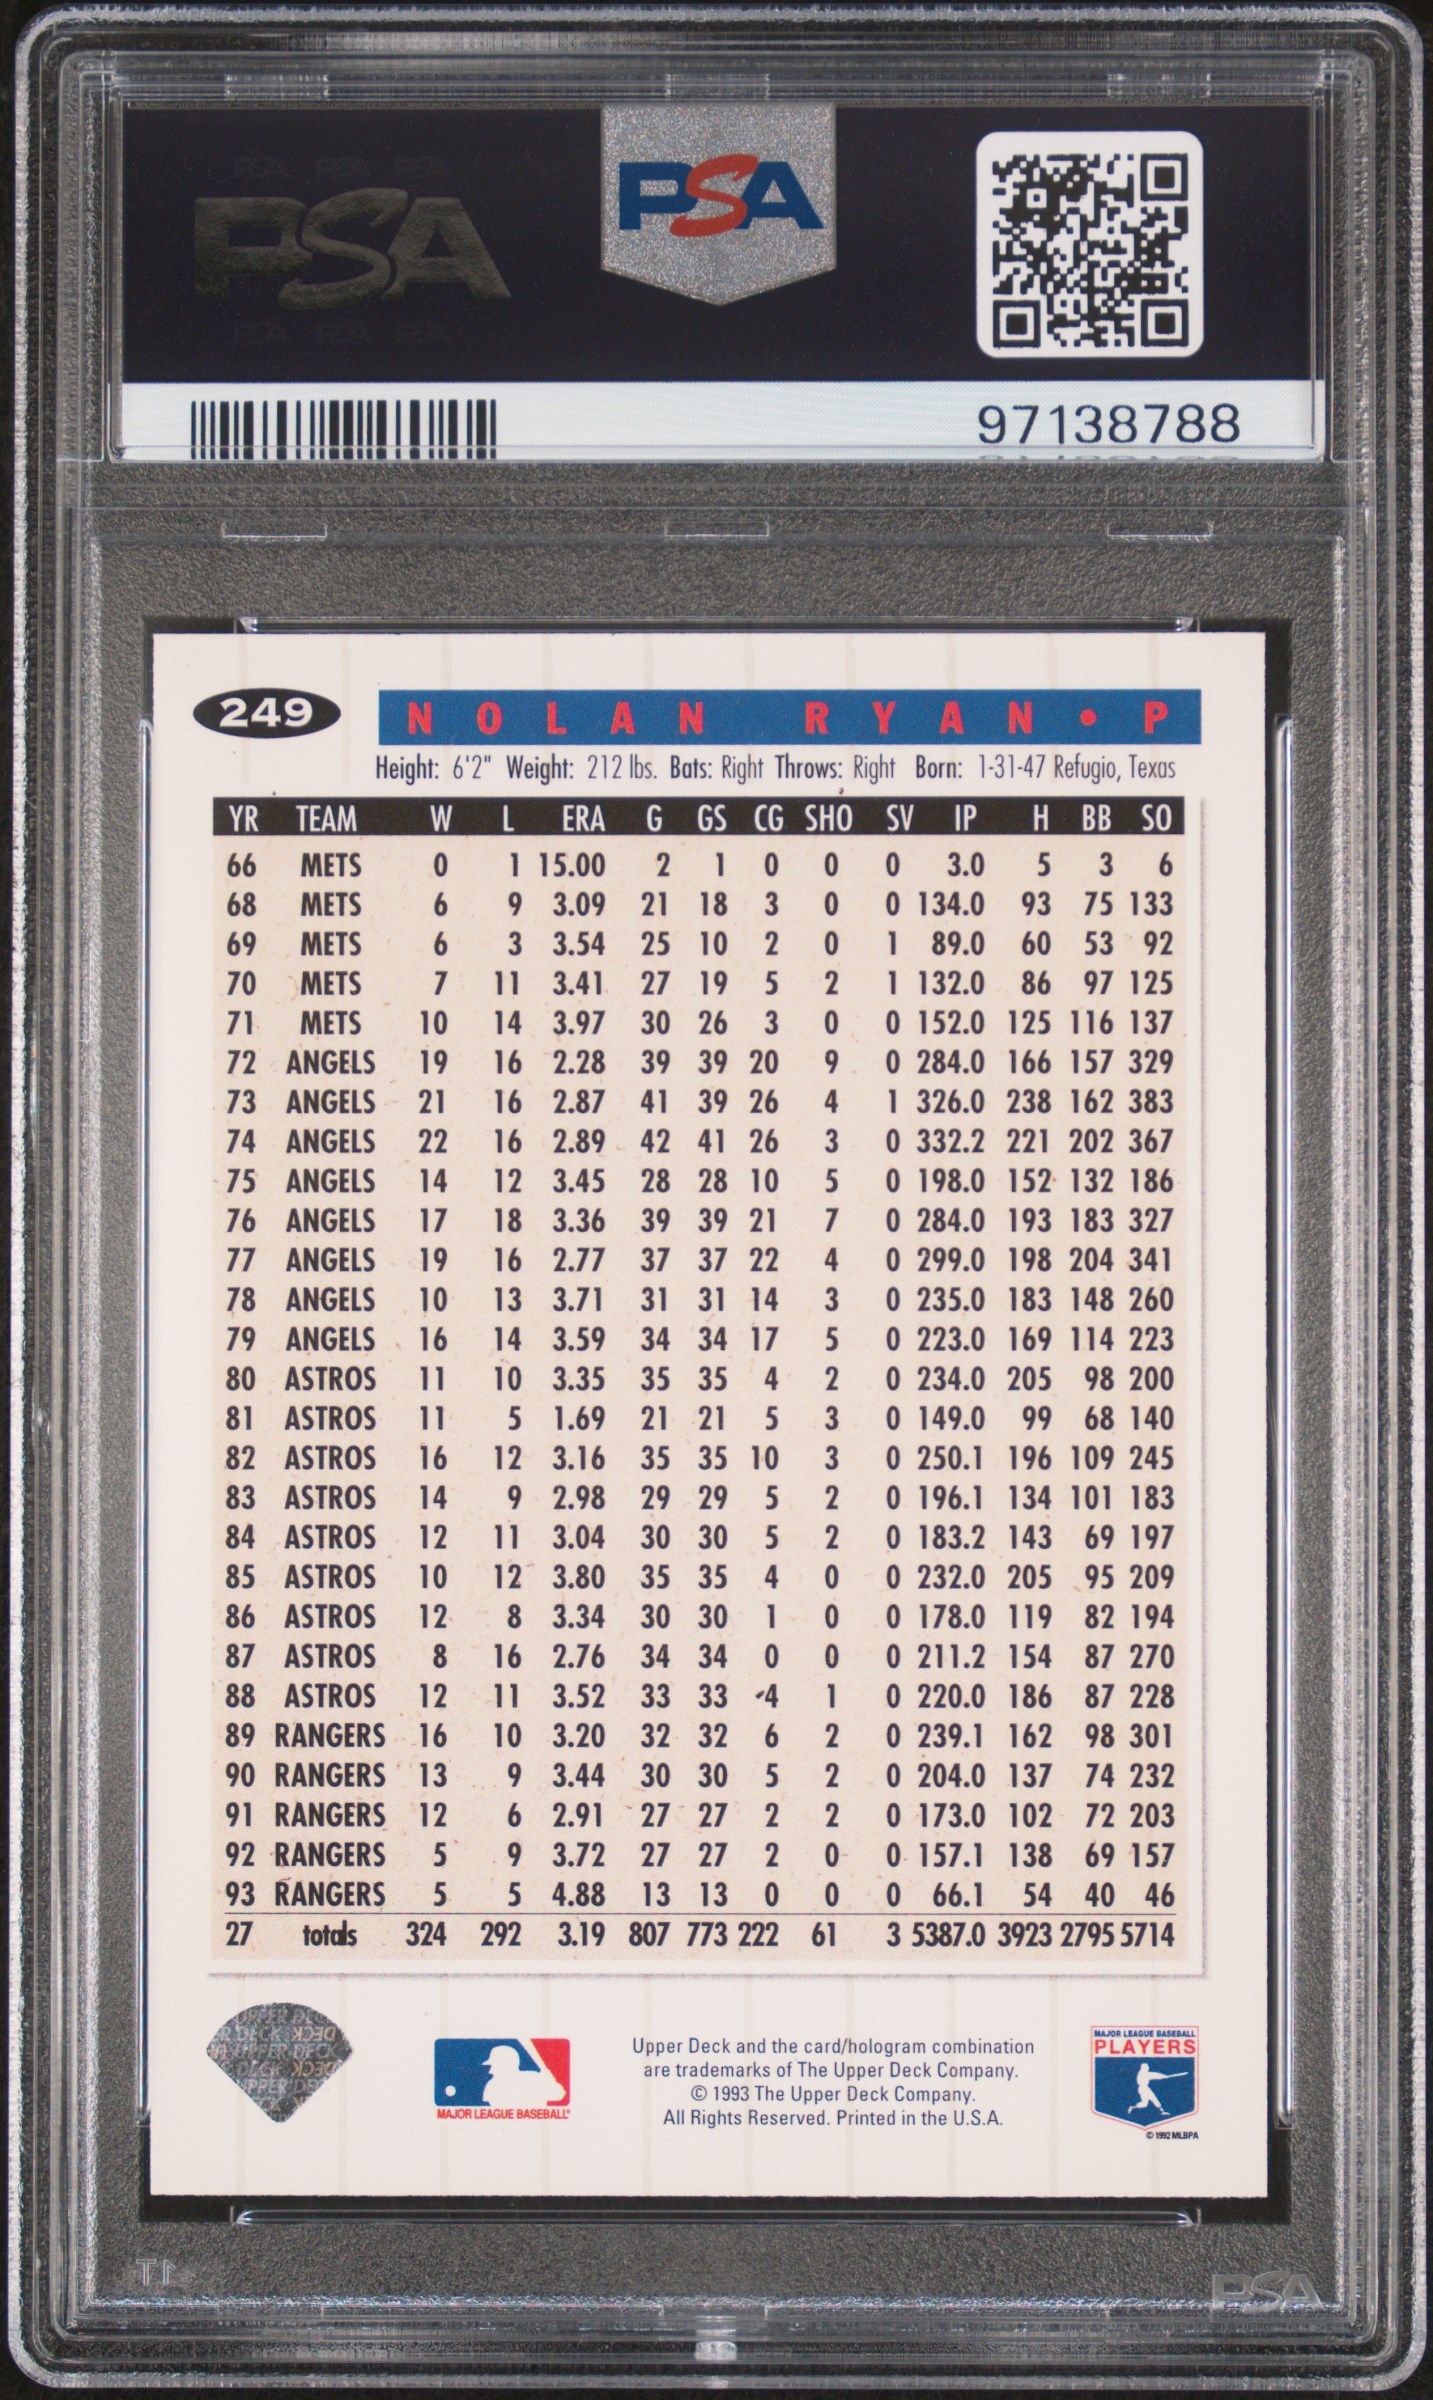 PSA
PSA
97138788
249
NOLAN RYAN • P
Height: 6'2" Weight: 212 lbs. Bats: Right Throws: Right Born: 1-31-47 Refugio, Texas
YR TEAM W L ERA G GS CG SHO SV IP H BB SO
66 METS 0 1 15.00 2 1 0 0 0 3.0 5 3 6
68 METS 6 9 3.09 21 18 3 0 0 134.0 93 75 133
69 METS 6 3 3.54 25 10 2 0 1 89.0 60 53 92
70 METS 7 11 3.41 27 19 5 2 1 132.0 86 97 125
71 METS 10 14 3.97 30 26 3 0 0 152.0 125 116 137
72 ANGELS 19 16 2.28 39 39 20 9 0 284.0 166 157 329
73 ANGELS 21 16 2.87 41 39 26 4 1 326.0 238 162 383
74 ANGELS 22 16 2.89 42 41 26 3 0 332.2 221 202 367
75 ANGELS 14 12 3.45 28 28 10 5 0 198.0 152 132 186
76 ANGELS 17 18 3.36 39 39 21 7 0 284.0 193 183 327
77 ANGELS 19 16 2.77 37 37 22 4 0 299.0 198 204 341
78 ANGELS 10 13 3.71 31 31 14 3 0 235.0 183 148 260
79 ANGELS 16 14 3.59 34 34 17 5 0 223.0 169 114 223
80 ASTROS 11 10 3.35 35 35 4 2 0 234.0 205 98 200
81 ASTROS 11 5 1.69 21 21 5 3 0 149.0 99 68 140
82 ASTROS 16 12 3.16 35 35 10 3 0 250.1 196 109 245
83 ASTROS 14 9 2.98 29 29 5 2 0 196.1 134 101 183
84 ASTROS 12 11 3.04 30 30 5 2 0 183.2 143 69 197
85 ASTROS 10 12 3.80 35 35 4 0 0 232.0 205 95 209
86 ASTROS 12 8 3.34 30 30 1 0 0 178.0 119 82 194
87 ASTROS 8 16 2.76 34 34 0 0 0 211.2 154 87 270
88 ASTROS 12 11 3.52 33 33 4 1 0 220.0 186 87 228
89 RANGERS 16 10 3.20 32 32 6 2 0 239.1 162 98 301
90 RANGERS 13 9 3.44 30 30 5 2 0 204.0 137 74 232
91 RANGERS 12 6 2.91 27 27 2 2 0 173.0 102 72 203
92 RANGERS 5 9 3.72 27 27 2 0 0 157.1 138 69 157
93 RANGERS 5 5 4.88 13 13 0 0 0 66.1 54 40 46
27 totals 324 292 3.19 807 773 222 61 3 5387.0 3923 2795 5714
MAJOR LEAGUE BASEBALL
Upper Deck and the card/hologram combination
are trademarks of The Upper Deck Company.
© 1993 The Upper Deck Company.
All Rights Reserved. Printed in the U.S.A.
MAJOR LEAGUE BASEBALL
PLAYERS
© 1992 MLBPA
PSA